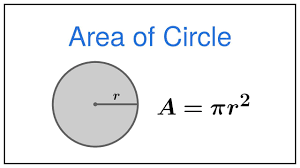 Area of Circle
r
A = πr²